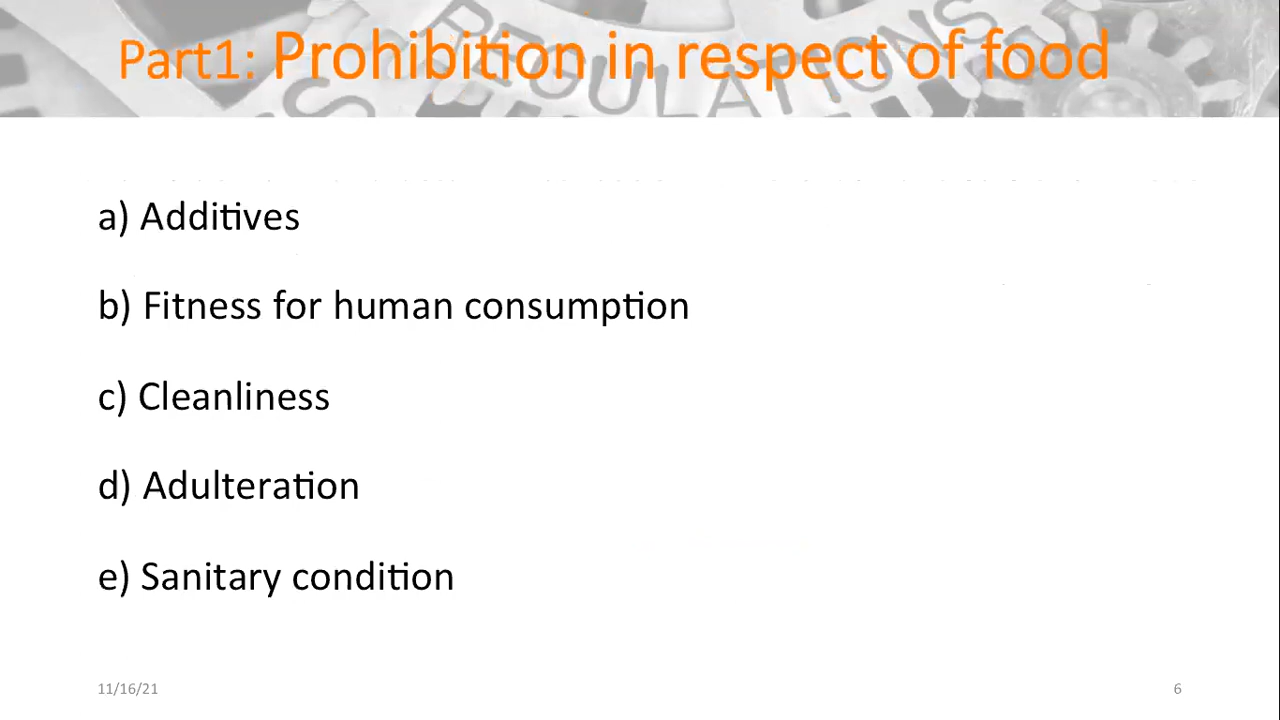 Part1: Prohibition in respect of food
REGULATIONS
a) Additives
b) Fitness for human consumption
c) Cleanliness
d) Adulteration
e) Sanitary condition
11/16/21
6